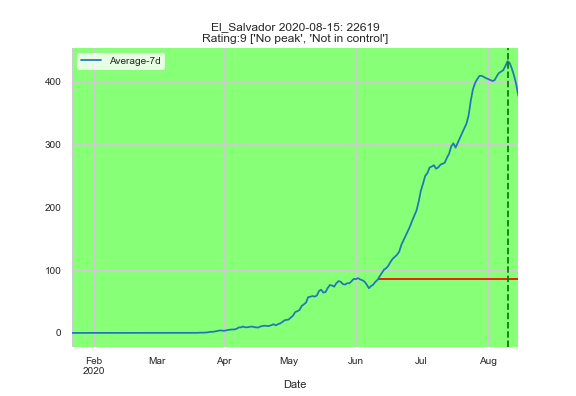 El_Salvador 2020-08-15: 22619
Rating:9 ['No peak', 'Not in control']
Average-7d
400
300
200
100
0
Feb Mar Apr May Jun Jul Aug
2020
Date